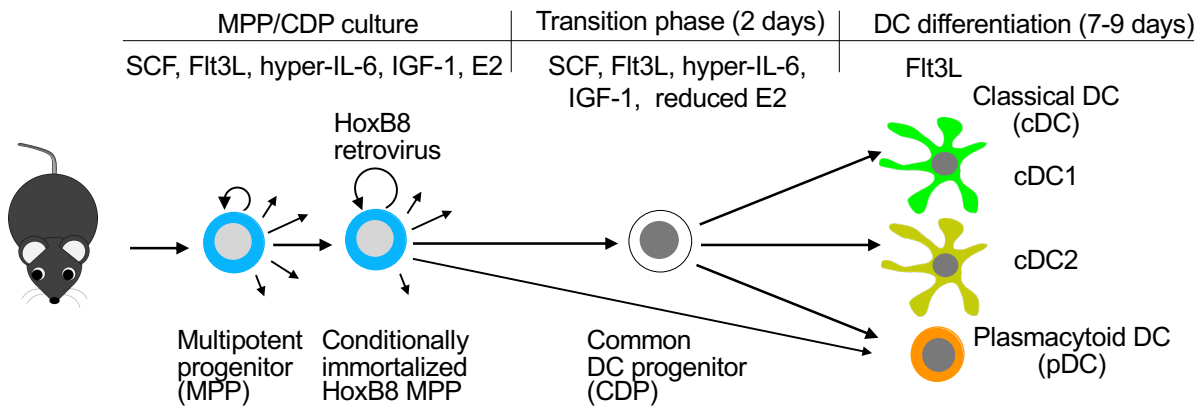 MPP/CDP culture
Transition phase (2 days)
DC differentiation (7-9 days)
SCF, Flt3L, hyper-IL-6, IGF-1, E2
SCF, Flt3L, hyper-IL-6,
IGF-1, reduced E2
Flt3L
HoxB8
retrovirus
Classical DC
(cDC)
cDC1
cDC2
Multipotent
progenitor
(MPP)
Conditionally
immortalized
HoxB8 MPP
Common
DC progenitor
(CDP)
Plasmacytoid DC
(pDC)